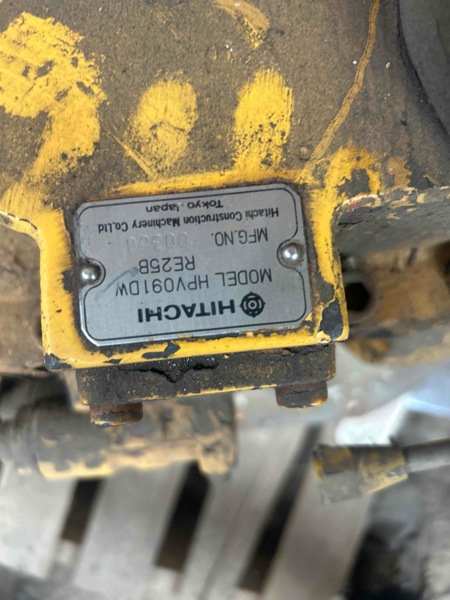 HITACHI
MODEL HPV091DW
RE25B
MFG.NO.
Hitachi Construction Machinery Co.,Ltd
Tokyo Japan